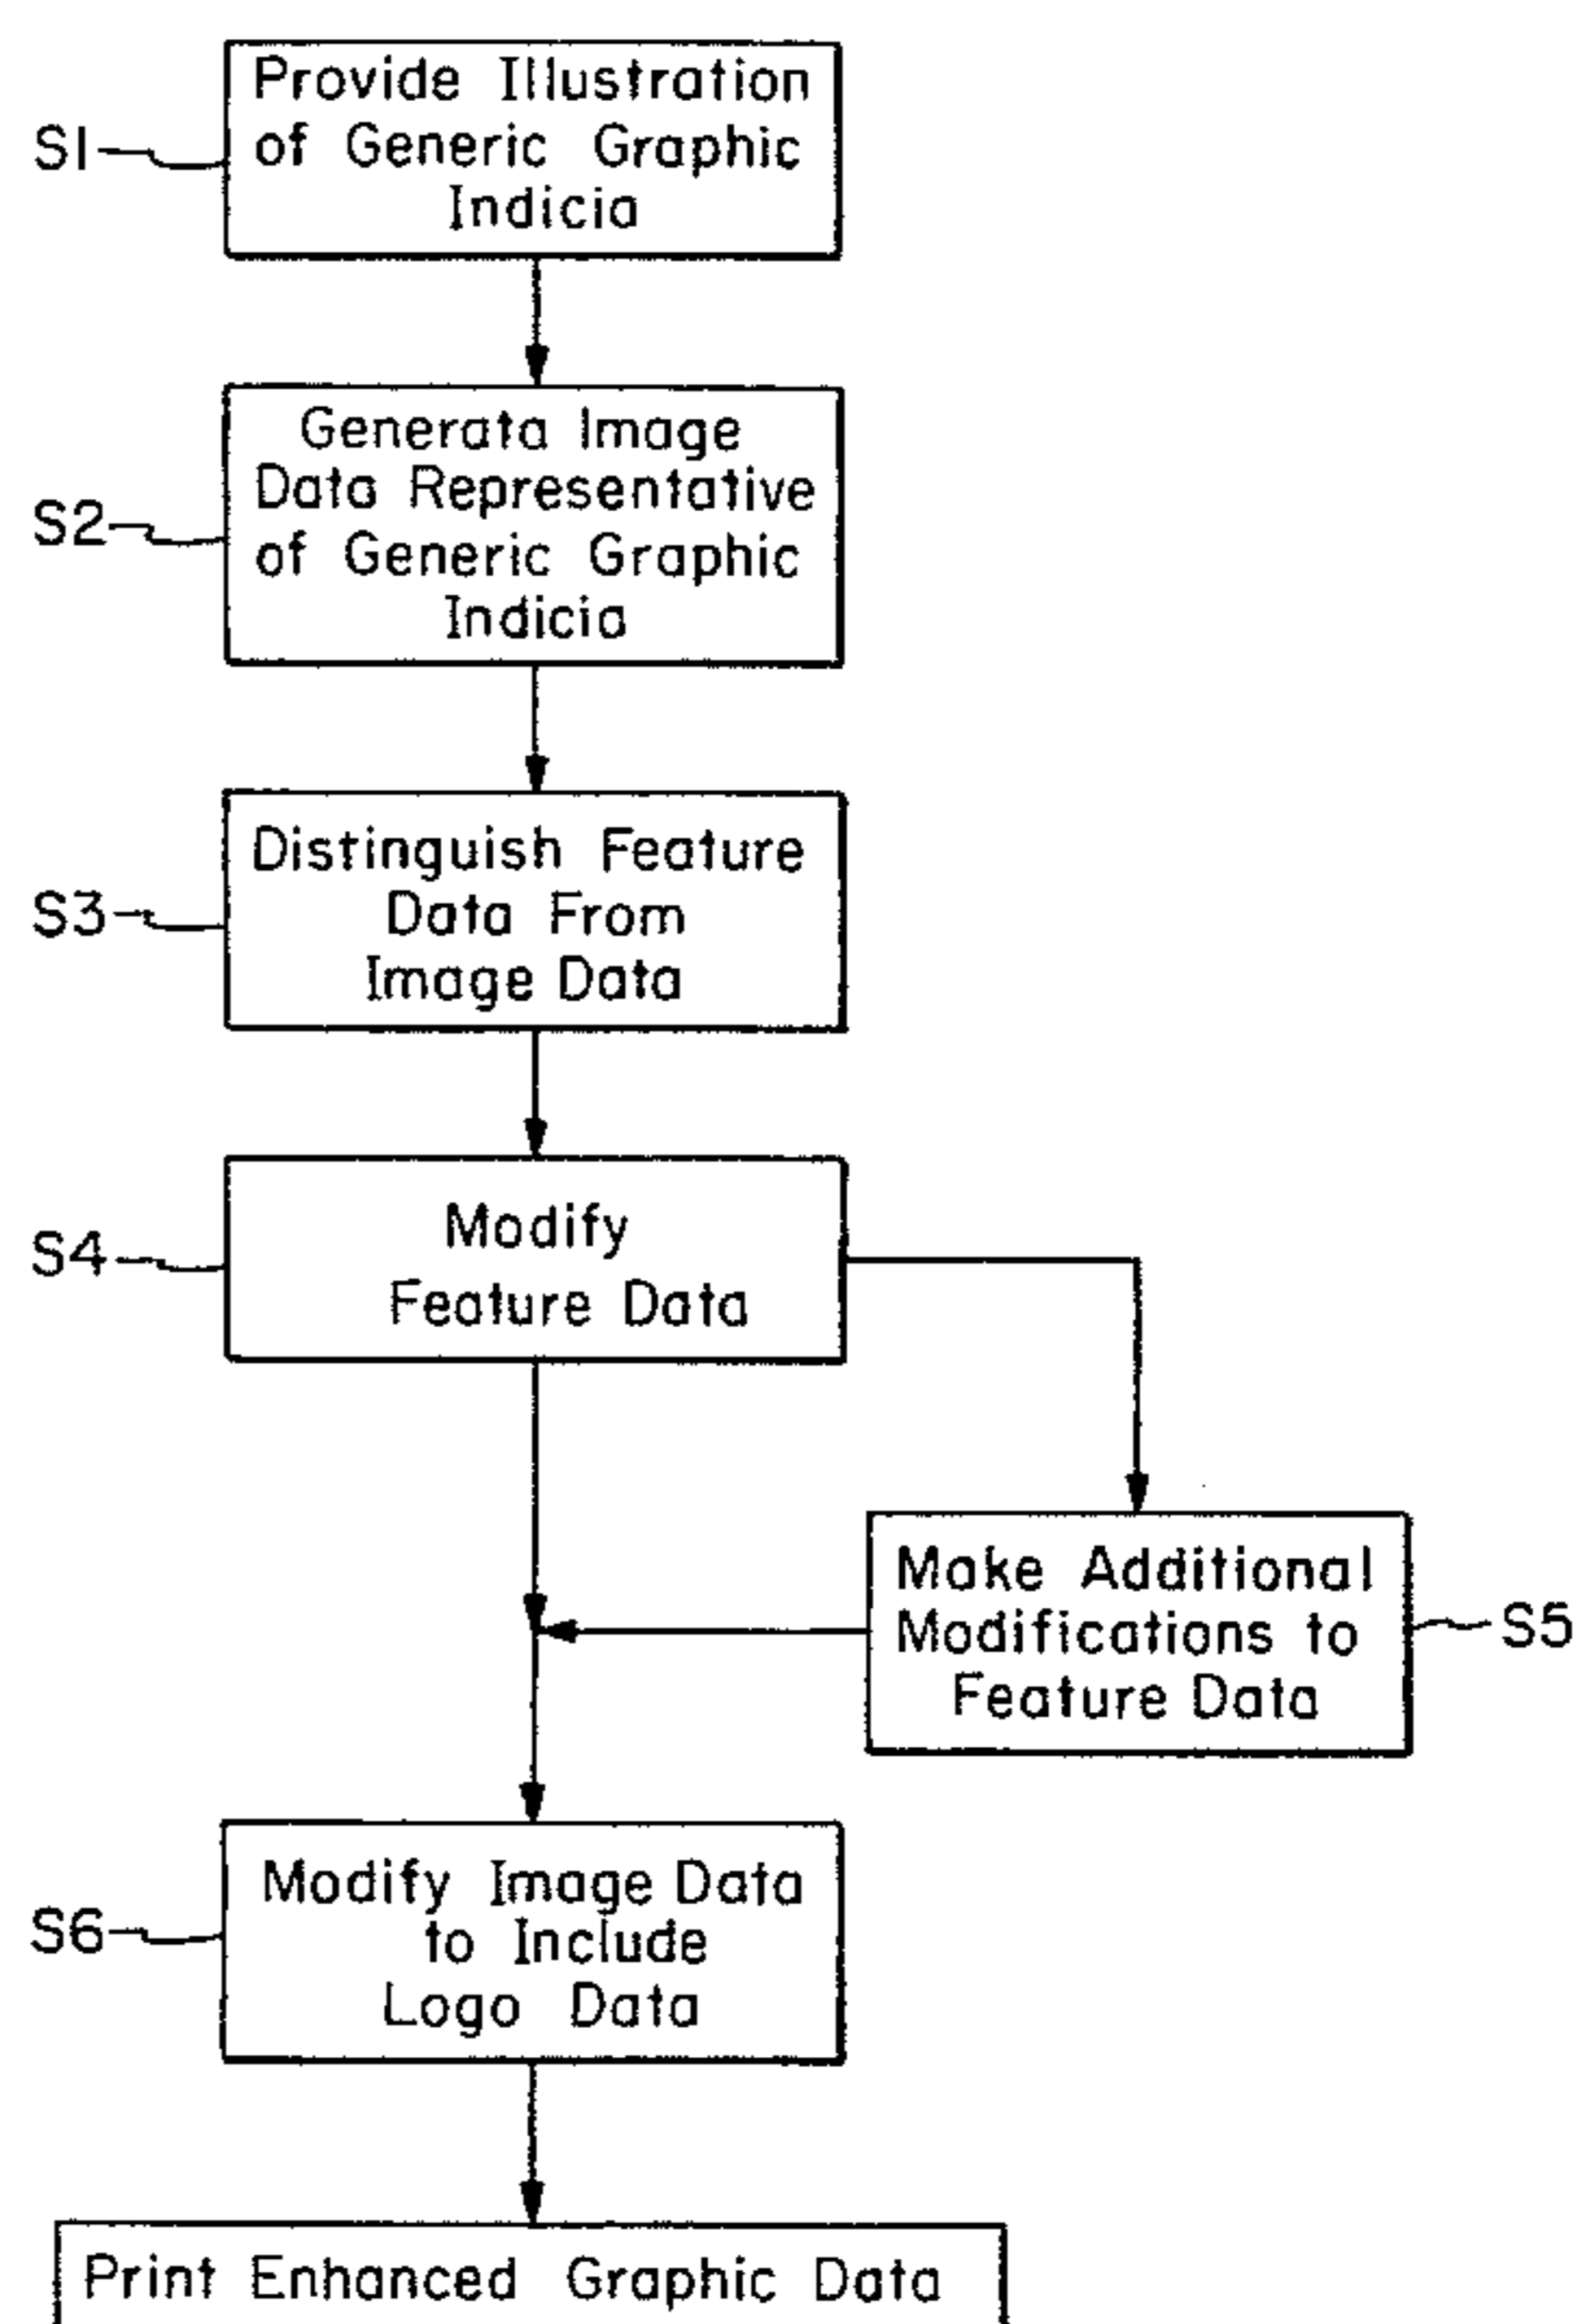 Provide Illustration
S1
of Generic Graphic
Indicia
Generata Image
Data Representative
S2
of Generic Graphic
Indicia
Distinguish Feature
S3
Data From
Image Data
Modify
S4
Feature Data
Make Additional
Modifications to
S5
Feature Data
Modify Image Data
S6
to Include
Logo Data
Print Enhanced Graphic Data